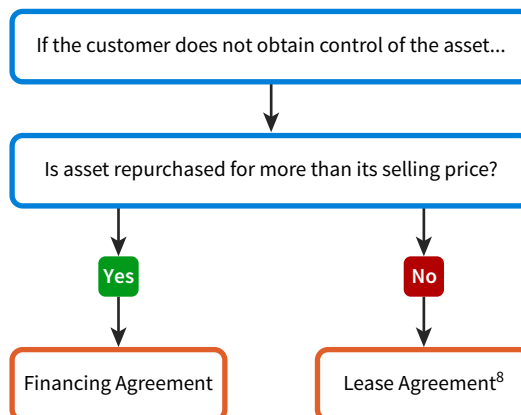 If the customer does not obtain control of the asset...
Is asset repurchased for more than its selling price?
Yes
No
Financing Agreement
Lease Agreement⁸